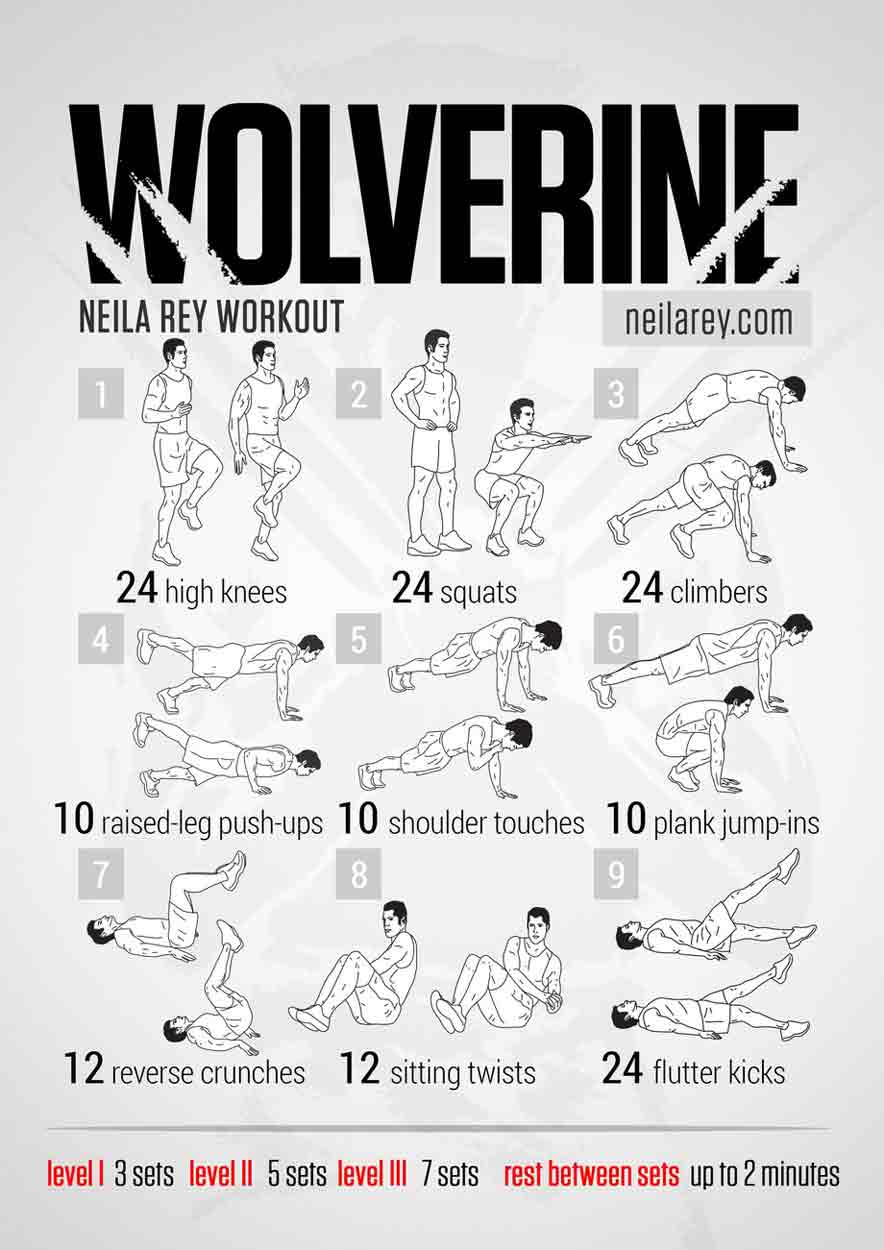 WOLVERINE
NEILA REY WORKOUT
neilarey.com
1
2
3
24 high knees
24 squats
24 climbers
4
5
6
10 raised-leg push-ups
10 shoulder touches
10 plank jump-ins
7
8
9
12 reverse crunches
12 sitting twists
24 flutter kicks
level I 3 sets level II 5 sets level III 7 sets rest between sets up to 2 minutes